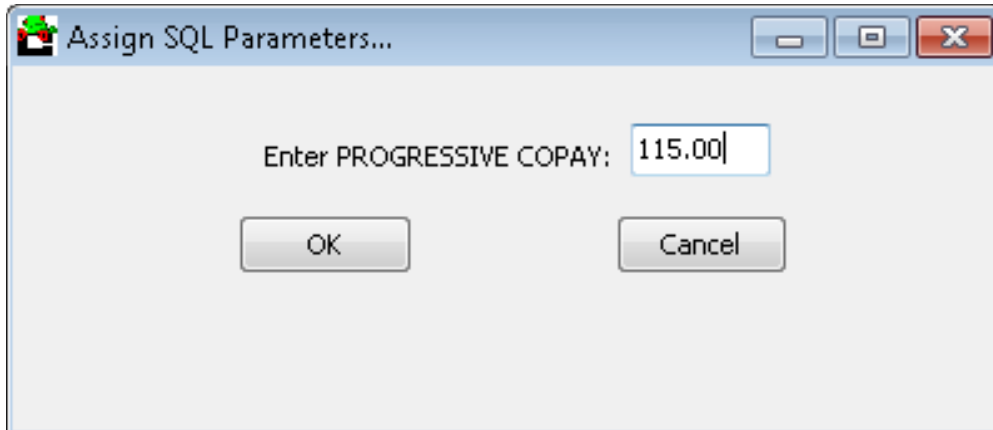 Assign SQL Parameters...
Enter PROGRESSIVE COPAY: 115.00
OK Cancel